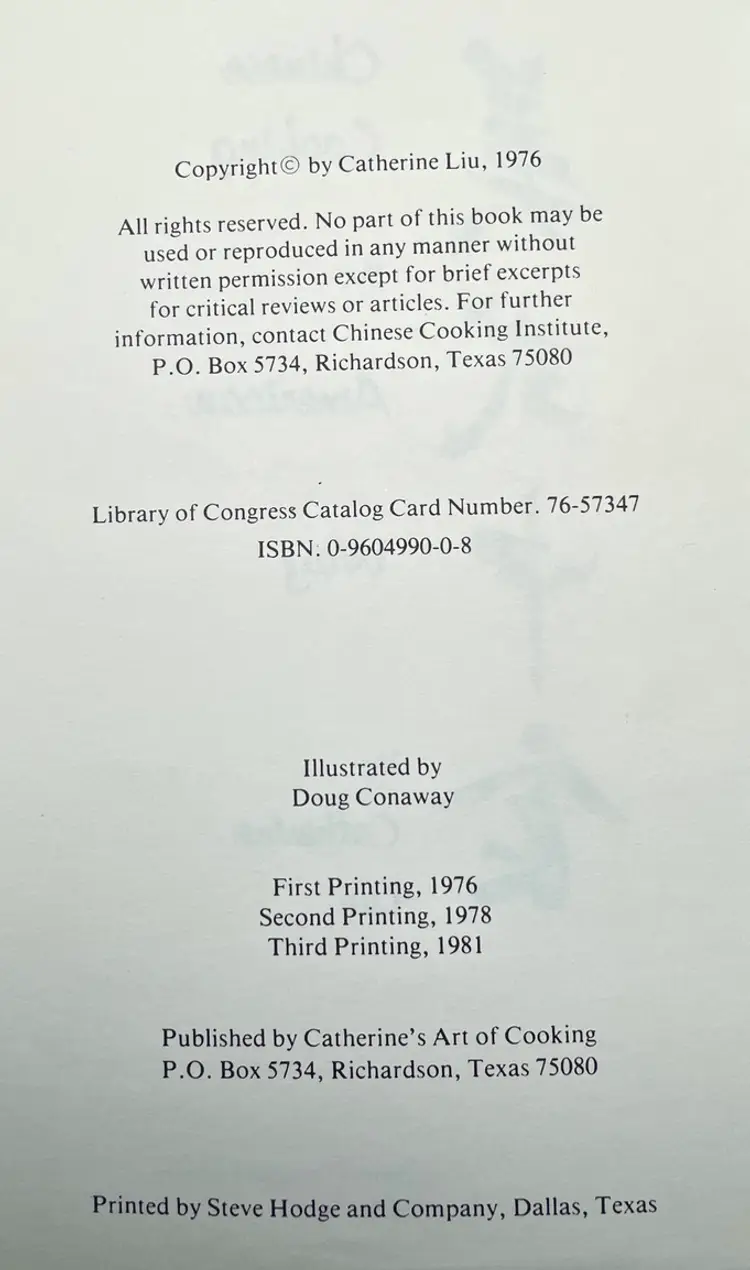 Copyright© by Catherine Liu, 1976
All rights reserved. No part of this book may be
used or reproduced in any manner without
written permission except for brief excerpts
for critical reviews or articles. For further
information, contact Chinese Cooking Institute,
P.O. Box 5734, Richardson, Texas 75080
Library of Congress Catalog Card Number. 76-57347
ISBN: 0-9604990-0-8
Illustrated by
Doug Conaway
First Printing, 1976
Second Printing, 1978
Third Printing, 1981
Published by Catherine’s Art of Cooking
P.O. Box 5734, Richardson, Texas 75080
Printed by Steve Hodge and Company, Dallas, Texas